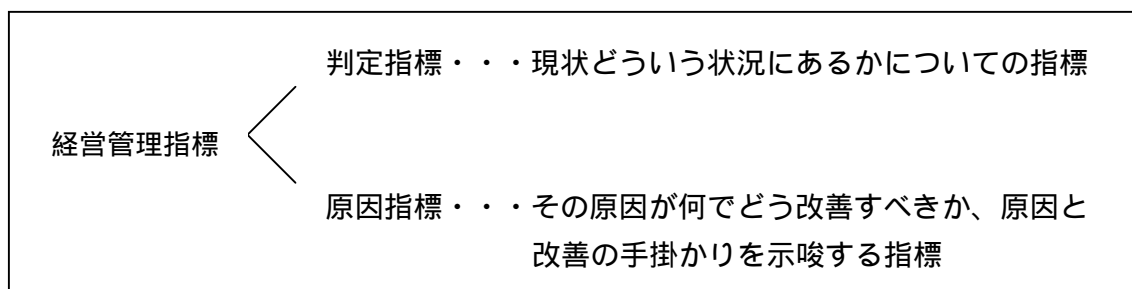 判定指標・・・現状どういう状況にあるかについての指標
経営管理指標
原因指標・・・その原因が何でどう改善すべきか、原因と
改善の手掛かりを示唆する指標